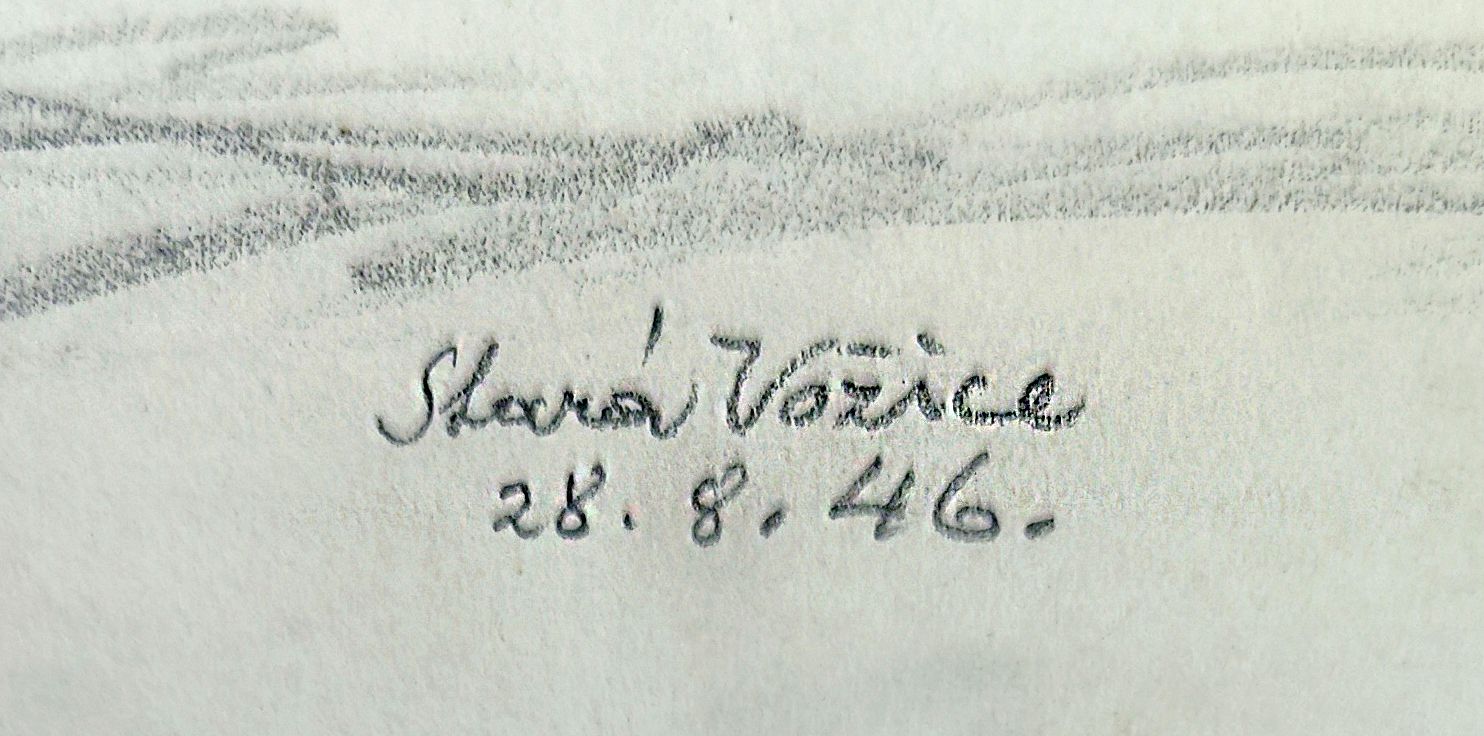 Stará Vožice
28. 8. 46.